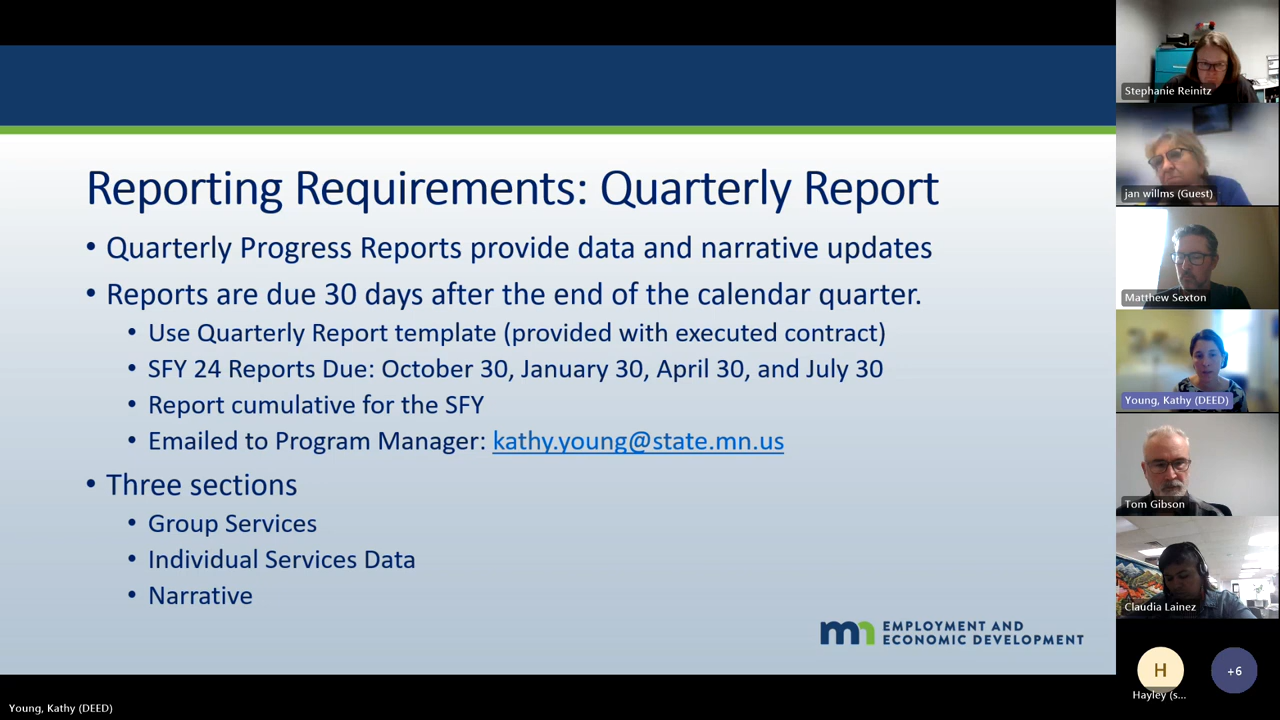 Reporting Requirements: Quarterly Report
• Quarterly Progress Reports provide data and narrative updates
• Reports are due 30 days after the end of the calendar quarter.
• Use Quarterly Report template (provided with executed contract)
• SFY 24 Reports Due: October 30, January 30, April 30, and July 30
• Report cumulative for the SFY
• Emailed to Program Manager: kathy.young@state.mn.us
• Three sections
• Group Services
• Individual Services Data
• Narrative
mn EMPLOYMENT AND
ECONOMIC DEVELOPMENT
Young, Kathy (DEED)
Stephanie Reinitz
jan willms (Guest)
Matthew Sexton
Young, Kathy (DEED)
Tom Gibson
Claudia Lainez
H
Hayley (s...
+6